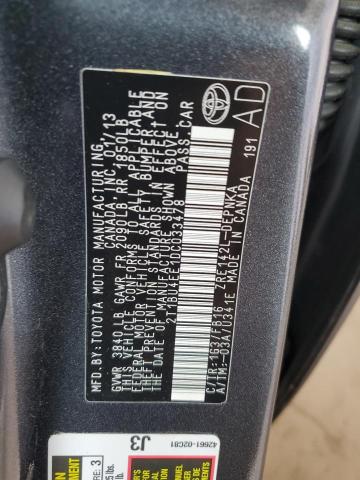 MFD.BY:TOYOTA MOTOR MANUFACTURING
CANADA, INC. 01/13
GVWR 3840 LB GAWR FR 2090LB.RR 1850LB
THIS VEHICLE CONFORMS TO ALL APPLICABLE
FEDERAL MOTOR VEHICLE SAFETY BUMPER,AND
THEFT PREVENTION STANDARDS IN EFFECT ON
THE DATE OF MANUFACTURE SHOWN ABOVE.
2T1BU4EE1DC033478 PASS.CAR
C/TR:1G3/FB16 ZRE142L-DEPNKA
A/TM:-03A/U341E MADE IN CANADA 191
AD
42661-02C81
J3